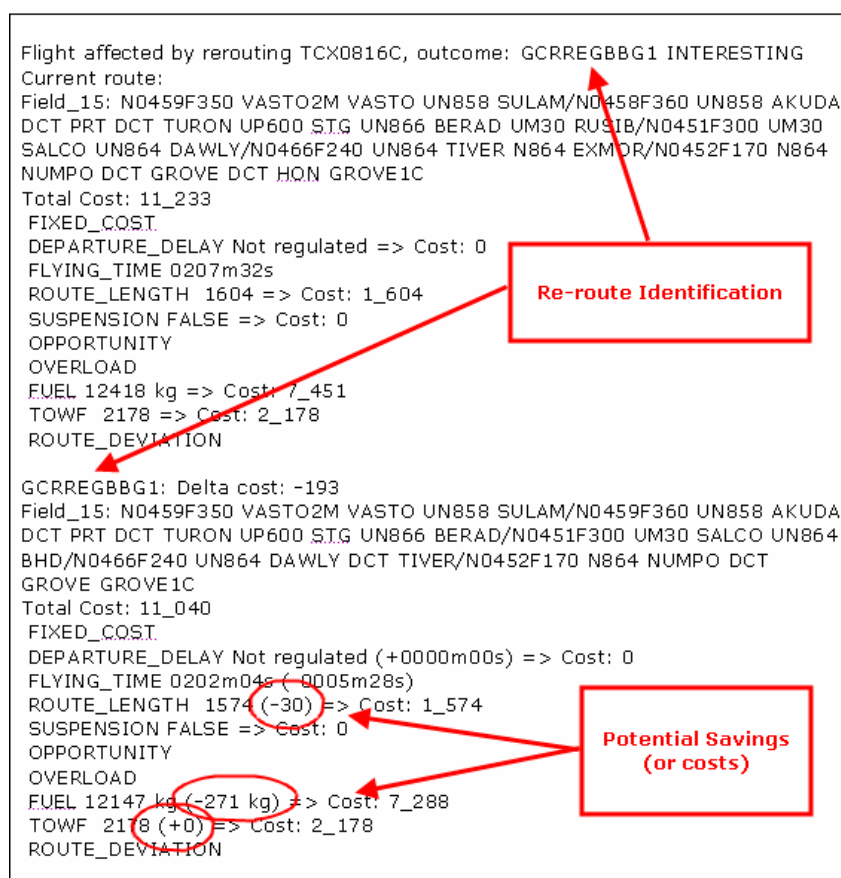 Flight affected by rerouting TCX0816C, outcome: GCRREGBBG1 INTERESTING
Current route:
Field_15: N0459F350 VASTO2M VASTO UN858 SULAM/N0458F360 UN858 AKUDA
DCT PRT DCT TURON UP600 STG UN866 BERAD UM30 RUSIB/N0451F300 UM30
SALCO UN864 DAWLY/N0466F240 UN864 TIVER N864 EXMOR/N0452F170 N864
NUMPO DCT GROVE DCT HON GROVE1C
Total Cost: 11_233
FIXED_COST
DEPARTURE_DELAY Not regulated => Cost: 0
FLYING_TIME 0207m32s
ROUTE_LENGTH 1604 => Cost: 1_604
SUSPENSION FALSE => Cost: 0
OPPORTUNITY
OVERLOAD
FUEL 12418 kg => Cost: 7_451
TOWF 2178 => Cost: 2_178
ROUTE_DEVIATION
Re-route Identification
GCRREGBBG1: Delta cost: -193
Field_15: N0459F350 VASTO2M VASTO UN858 SULAM/N0459F360 UN858 AKUDA
DCT PRT DCT TURON UP600 STG UN866 BERAD/N0451F300 UM30 SALCO UN864
BHD/N0466F240 UN864 DAWLY DCT TIVER/N0452F170 N864 NUMPO DCT
GROVE GROVE1C
Total Cost: 11_040
FIXED_COST
DEPARTURE_DELAY Not regulated (+0000m00s) => Cost: 0
FLYING_TIME 0202m04s (-0005m28s)
ROUTE_LENGTH 1574 (-30) => Cost: 1_574
SUSPENSION FALSE => Cost: 0
OPPORTUNITY
OVERLOAD
FUEL 12147 kg (-271 kg) => Cost: 7_288
TOWF 2178 (+0) => Cost: 2_178
ROUTE_DEVIATION
Potential Savings
(or costs)